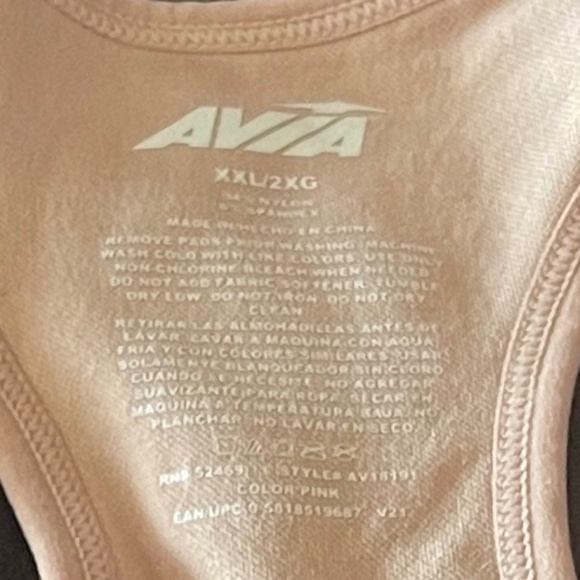 AVIA
XXL/2XG
NYLON
SPANDEX
MADE IN/HECHO EN CHINA
REMOVE PADS PRIOR WASHING. MACHINE
WASH COLD WITH LIKE COLORS. USE ONLY
NON-CHLORINE BLEACH WHEN NEEDED.
DO NOT ADD FABRIC SOFTENER. TUMBLE
DRY LOW. DO NOT IRON. DO NOT DRY
CLEAN.
RETIRAR LAS ALMOHADILLAS ANTES DE
LAVAR. LAVAR A MAQUINA CON AGUA
FRIA Y CON COLORES SIMILARES. USAR
SOLAMENTE BLANQUEADOR SIN CLORO
CUANDO SE NECESITE. NO AGREGAR
SUAVIZANTE PARA ROPA. SECAR EN
MAQUINA A TEMPERATURA BAJA. NO
PLANCHAR. NO LAVAR EN SECO.
RN# STYLE# AV18191
COLOR PINK
EAN/UPC V21